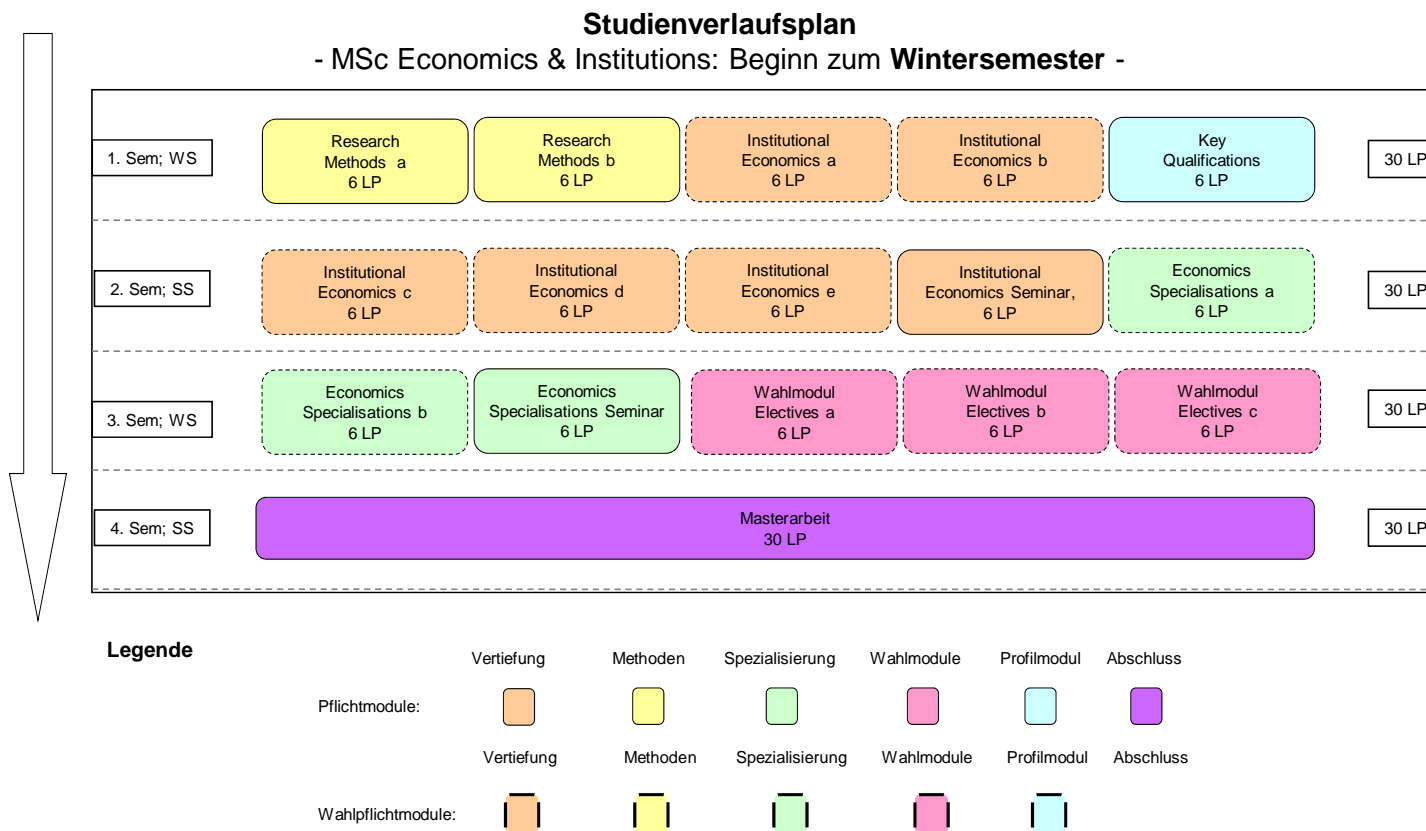 Studienverlaufsplan
- MSc Economics & Institutions: Beginn zum Wintersemester -
1. Sem; WS
Research
Methods a
6 LP
Research
Methods b
6 LP
Institutional
Economics a
6 LP
Institutional
Economics b
6 LP
Key
Qualifications
6 LP
30 LP
2. Sem; SS
Institutional
Economics c
6 LP
Institutional
Economics d
6 LP
Institutional
Economics e
6 LP
Institutional
Economics Seminar,
6 LP
Economics
Specialisations a
6 LP
30 LP
3. Sem; WS
Economics
Specialisations b
6 LP
Economics
Specialisations Seminar
6 LP
Wahlmodul
Electives a
6 LP
Wahlmodul
Electives b
6 LP
Wahlmodul
Electives c
6 LP
30 LP
4. Sem; SS
Masterarbeit
30 LP
30 LP
Legende
Vertiefung Methoden Spezialisierung Wahlmodule Profilmodul Abschluss
Pflichtmodule:
Vertiefung Methoden Spezialisierung Wahlmodule Profilmodul Abschluss
Wahlpflichtmodule: